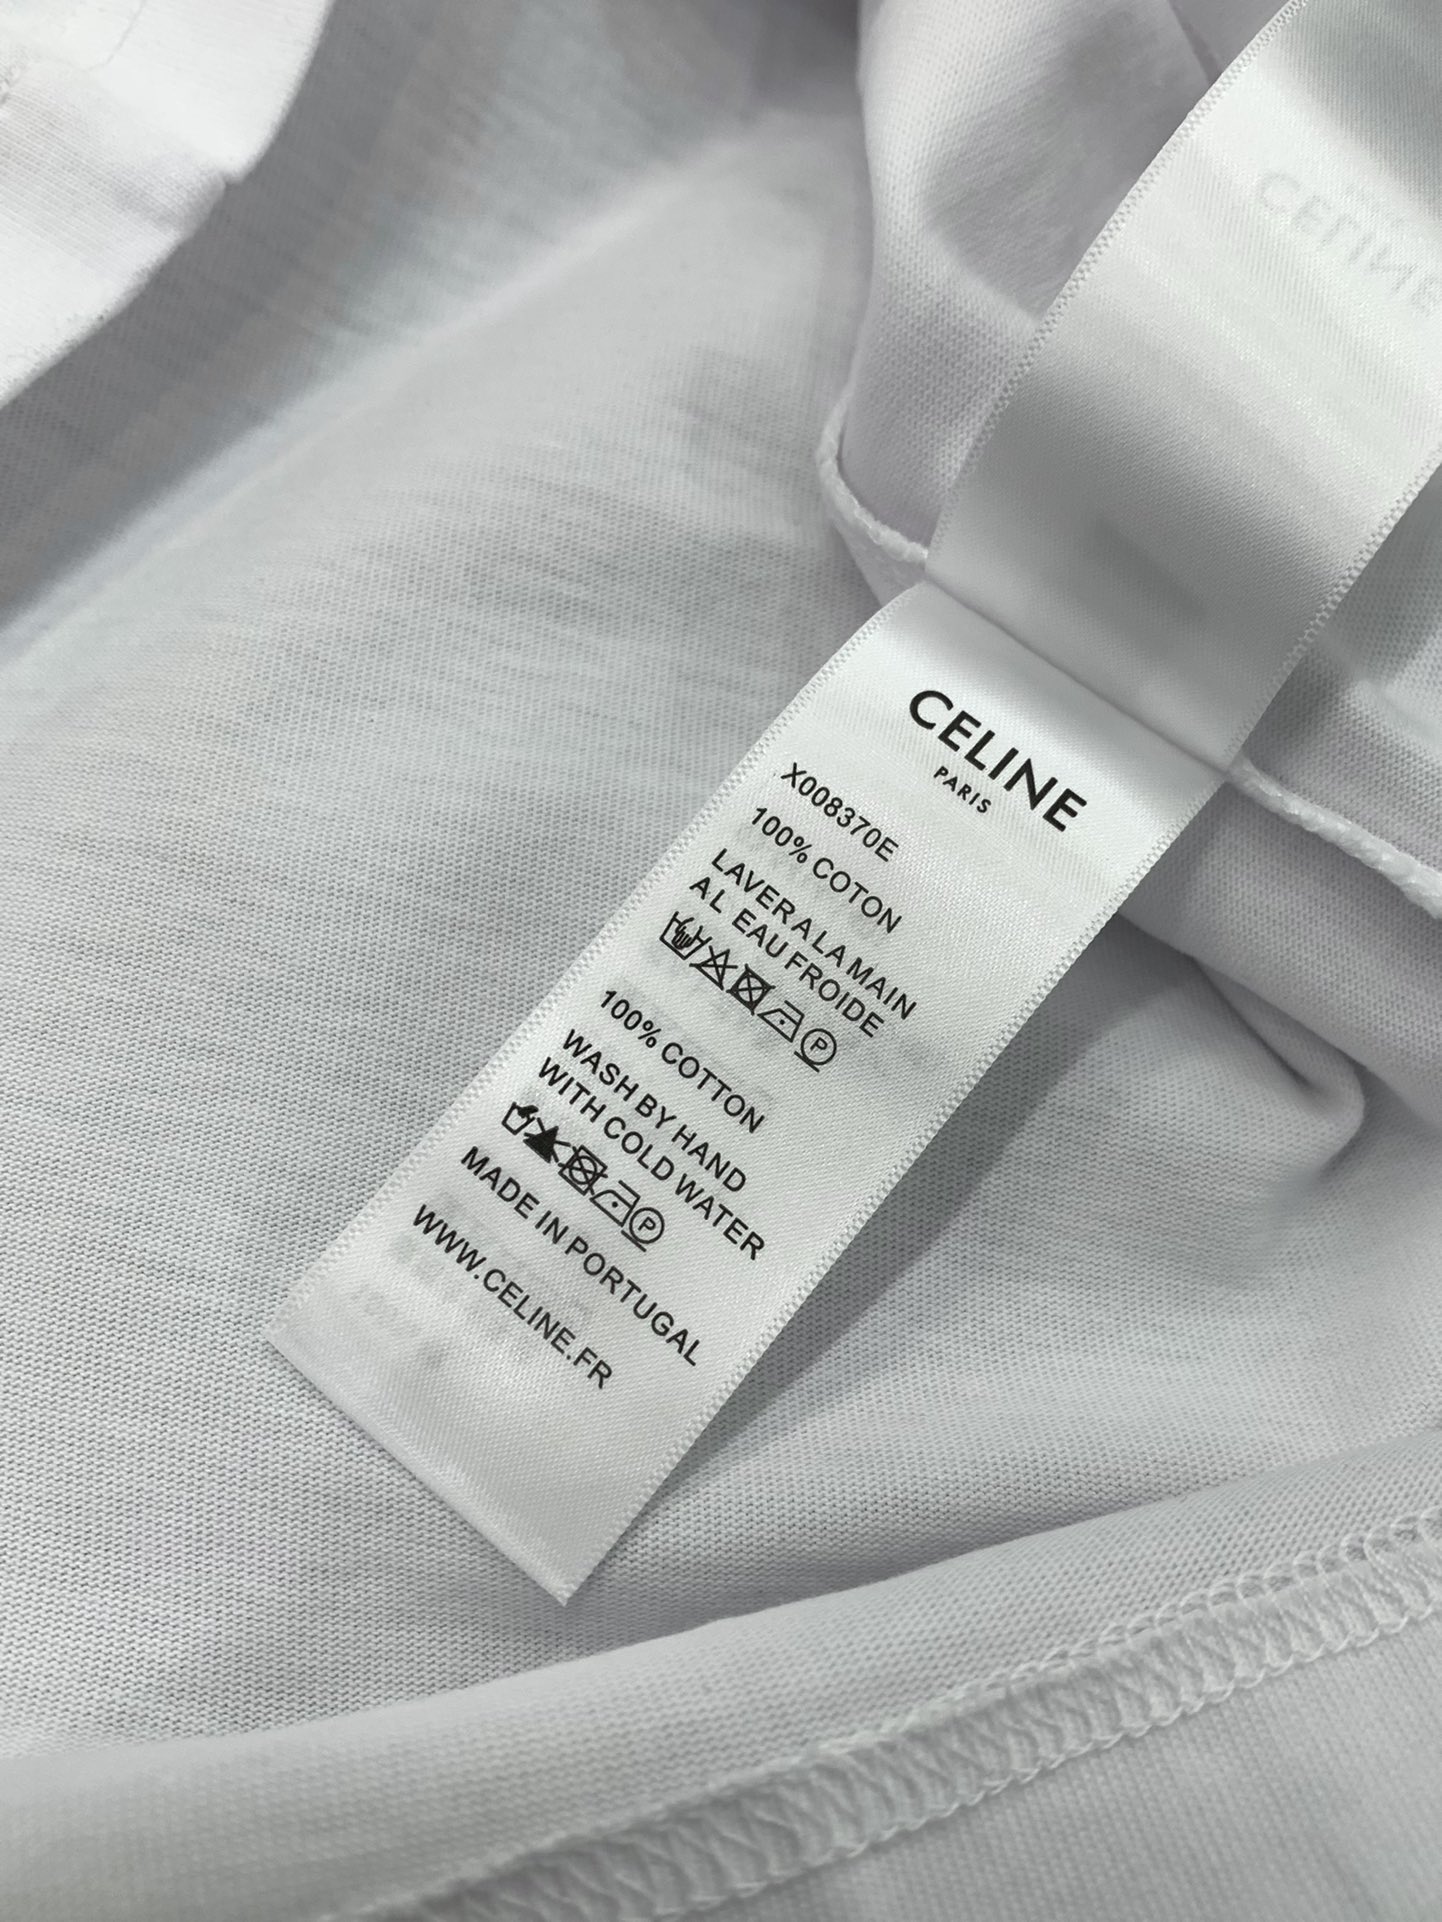 CELINE
PARIS
X008370E
100% COTON
LAVER A LA MAIN
A L EAU FROIDE
P
100% COTTON
WASH BY HAND
WITH COLD WATER
P
MADE IN PORTUGAL
WWW.CELINE.FR